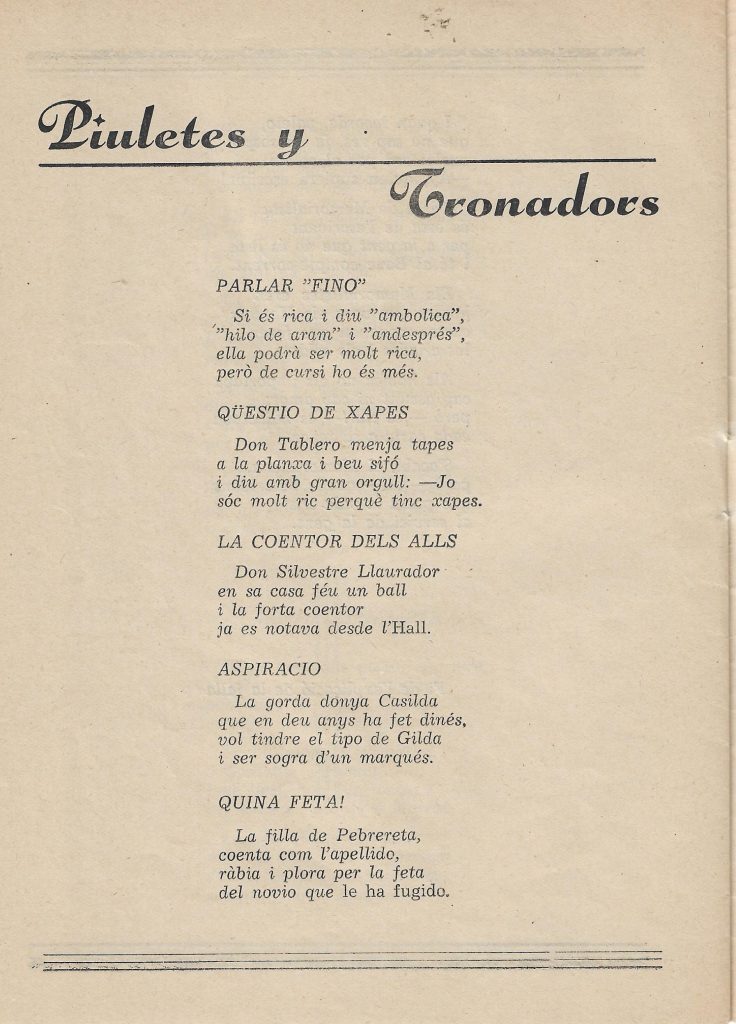 Piuletes y
Tronadors
PARLAR "FINO"
Si és rica i diu "ambolica",
"hilo de aram" i "andesprés",
ella podrà ser molt rica,
però de cursi ho és més.
QÜESTIO DE XAPES
Don Tablero menja tapes
a la planxa i beu sifó
i diu amb gran orgull: —Jo
sóc molt ric perquè tinc xapes.
LA COENTOR DELS ALLS
Don Silvestre Llaurador
en sa casa féu un ball
i la forta coentor
ja es notava desde l'Hall.
ASPIRACIO
La gorda donya Casilda
que en deu anys ha fet dinés,
vol tindre el tipo de Gilda
i ser sogra d'un marqués.
QUINA FETA!
La filla de Pebrereta,
coenta com l'apellido,
ràbia i plora per la feta
del novio que le ha fugido.